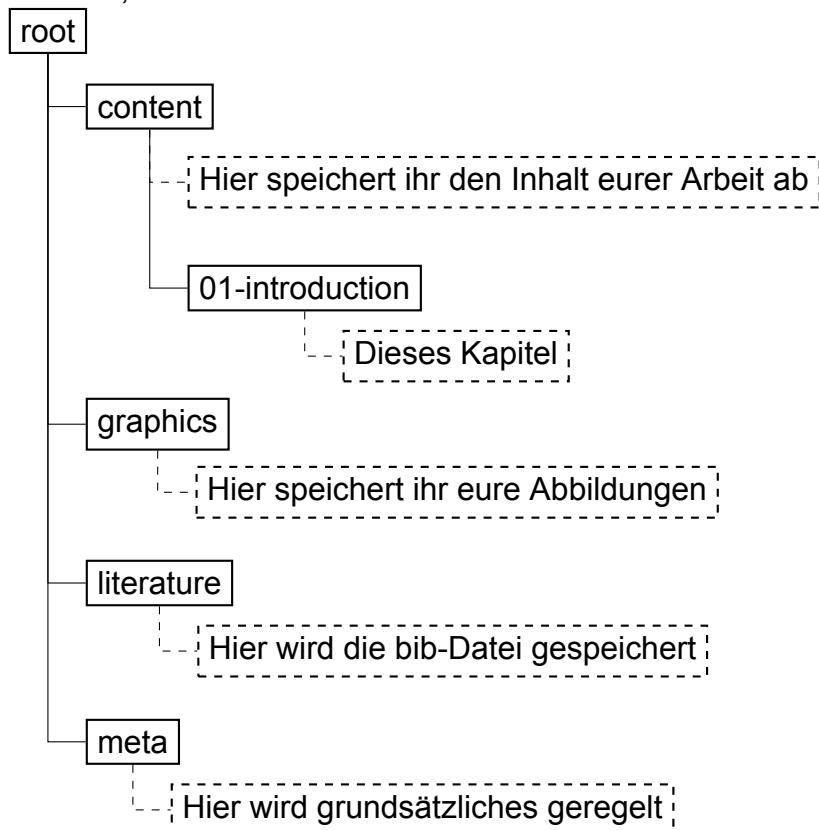 root
content
Hier speichert ihr den Inhalt eurer Arbeit ab
01-introduction
Dieses Kapitel
graphics
Hier speichert ihr eure Abbildungen
literature
Hier wird die bib-Datei gespeichert
meta
Hier wird grundsätzliches geregelt